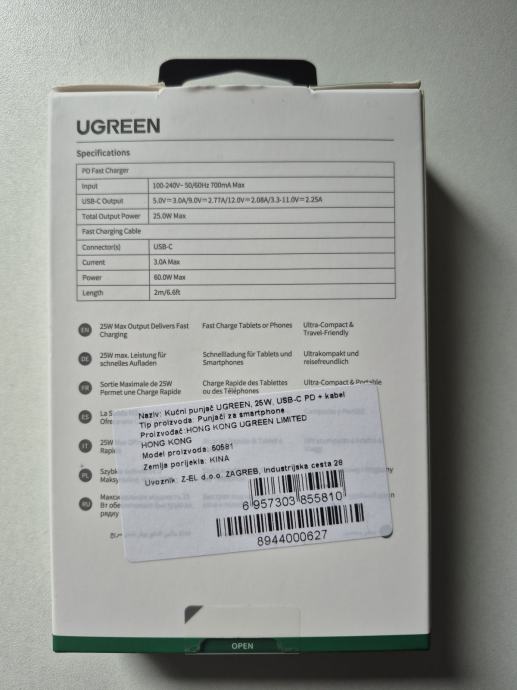 UGREEN
Specifications
PD Fast Charger
Input 100-240V~ 50/60Hz 700mA Max
USB-C Output 5.0V⎓3.0A/9.0V⎓2.77A/12.0V⎓2.08A/3.3-11.0V⎓2.25A
Total Output Power 25.0W Max
Fast Charging Cable
Connector(s) USB-C
Current 3.0A Max
Power 60.0W Max
Length 2m/6.6ft
EN 25W Max Output Delivers Fast Charging Fast Charge Tablets or Phones Ultra-Compact & Travel-Friendly
DE 25W max. Leistung für schnelles Aufladen Schnellladung für Tablets und Smartphones Ultrakompakt und reisefreundlich
FR Sortie Maximale de 25W Permet une Charge Rapide Charge Rapide des Tablettes ou des Téléphones Ultra-Compact & Portable
ES La
IT 25W
PL
RU
Naziv: Kućni punjač UGREEN, 25W, USB-C PD + kabel
Tip proizvoda: Punjači za smartphone
Proizvođač:HONG KONG UGREEN LIMITED
HONG KONG
Model proizvoda: 60581
Zemlja porijekla: KINA
Uvoznik: Z-EL d.o.o. ZAGREB, Industrijska cesta 28
6 957303 855810
8944000627
OPEN